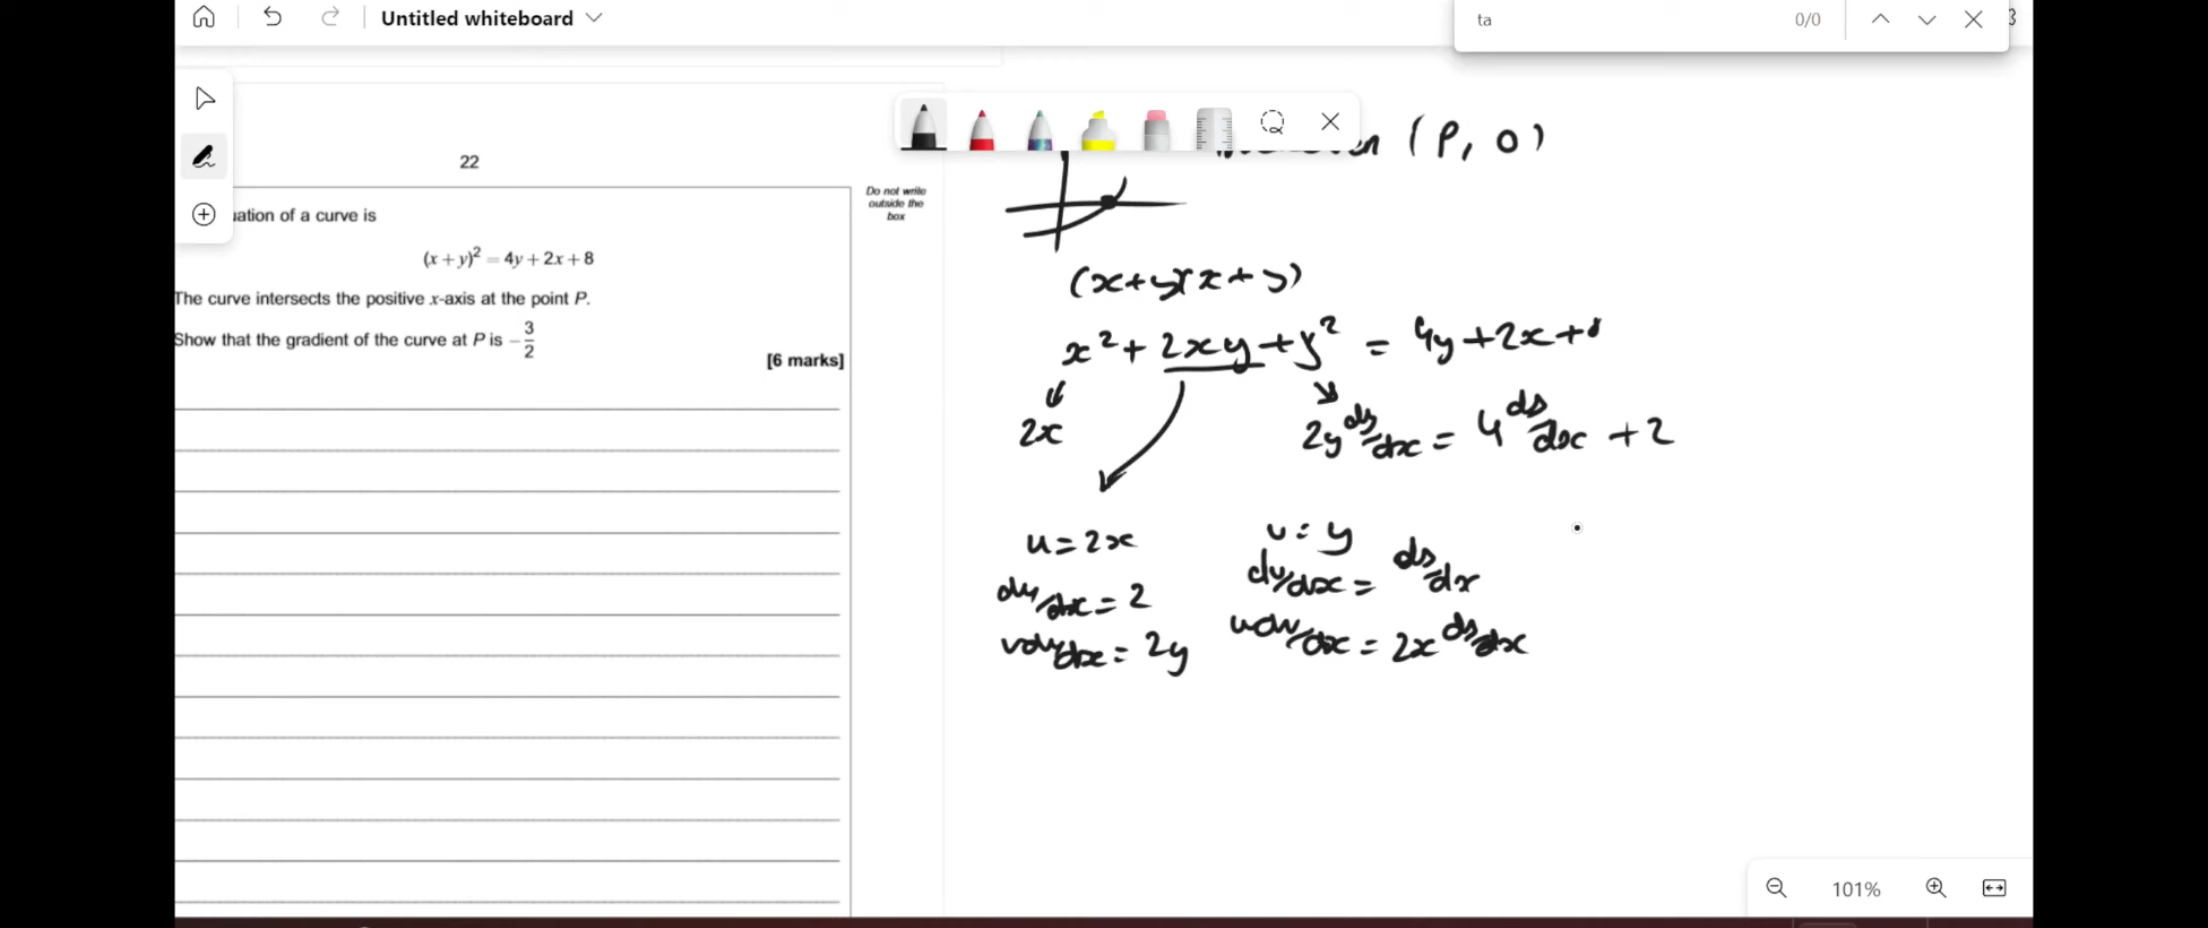 Untitled whiteboard
ta
0/0
22
Do not write
outside the
box
uation of a curve is
(x + y)² = 4y + 2x + 8
The curve intersects the positive x-axis at the point P.
Show that the gradient of the curve at P is −3/2
[6 marks]
(P, 0)
(x+y)(x+y)
x² + 2xy + y² = 4y + 2x + 8
2x
2y dy/dx = 4 dy/dx + 2
u = 2x
v = y
du/dx = 2
dv/dx = dy/dx
v du/dx = 2y
u dv/dx = 2x dy/dx
101%